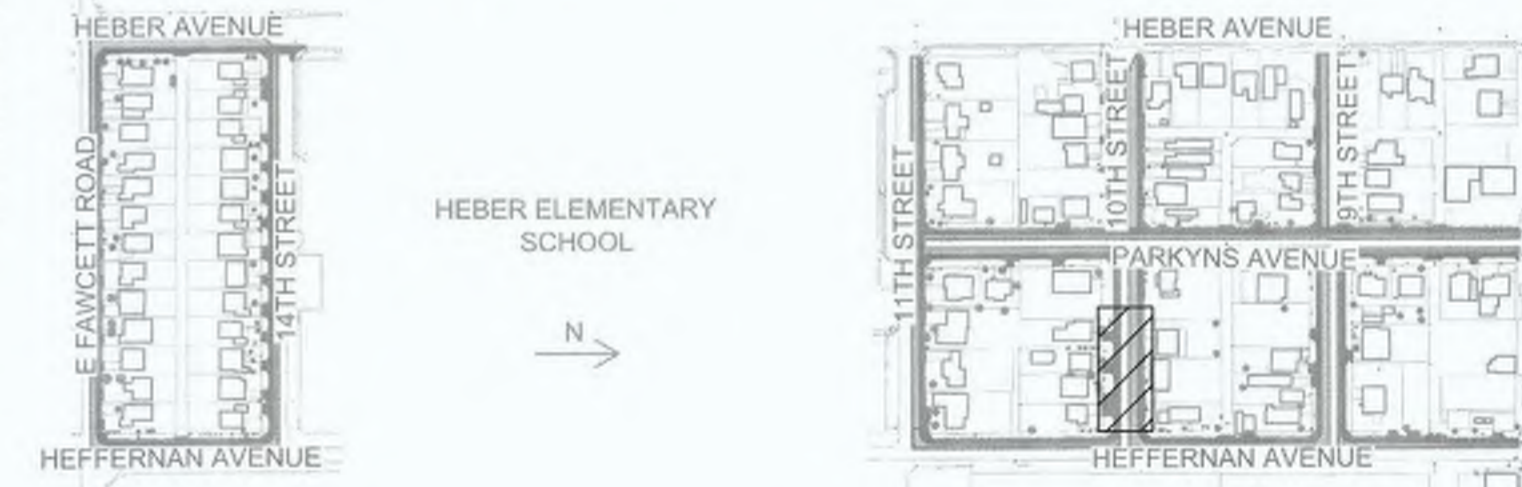 HEBER AVENUE
E FAWCETT ROAD
14TH STREET
HEFFERNAN AVENUE
HEBER ELEMENTARY
SCHOOL
N
HEBER AVENUE
11TH STREET
10TH STREET
9TH STREET
PARKYNS AVENUE
HEFFERNAN AVENUE